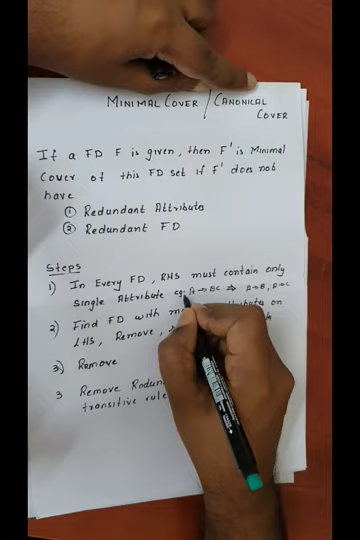 MINIMAL COVER / CANONICAL
COVER
If a FD F is given, then F' is Minimal
Cover of this FD set if F' does not
have
① Redundant Attribute
② Redundant FD
Steps
1) In Every FD, RHS must contain only
Single Attribute eg: A → BC ⇒ A→B, A→C
2) Find FD with on
LHS, Remove,
3) Remove
3 Remove
transitive rule